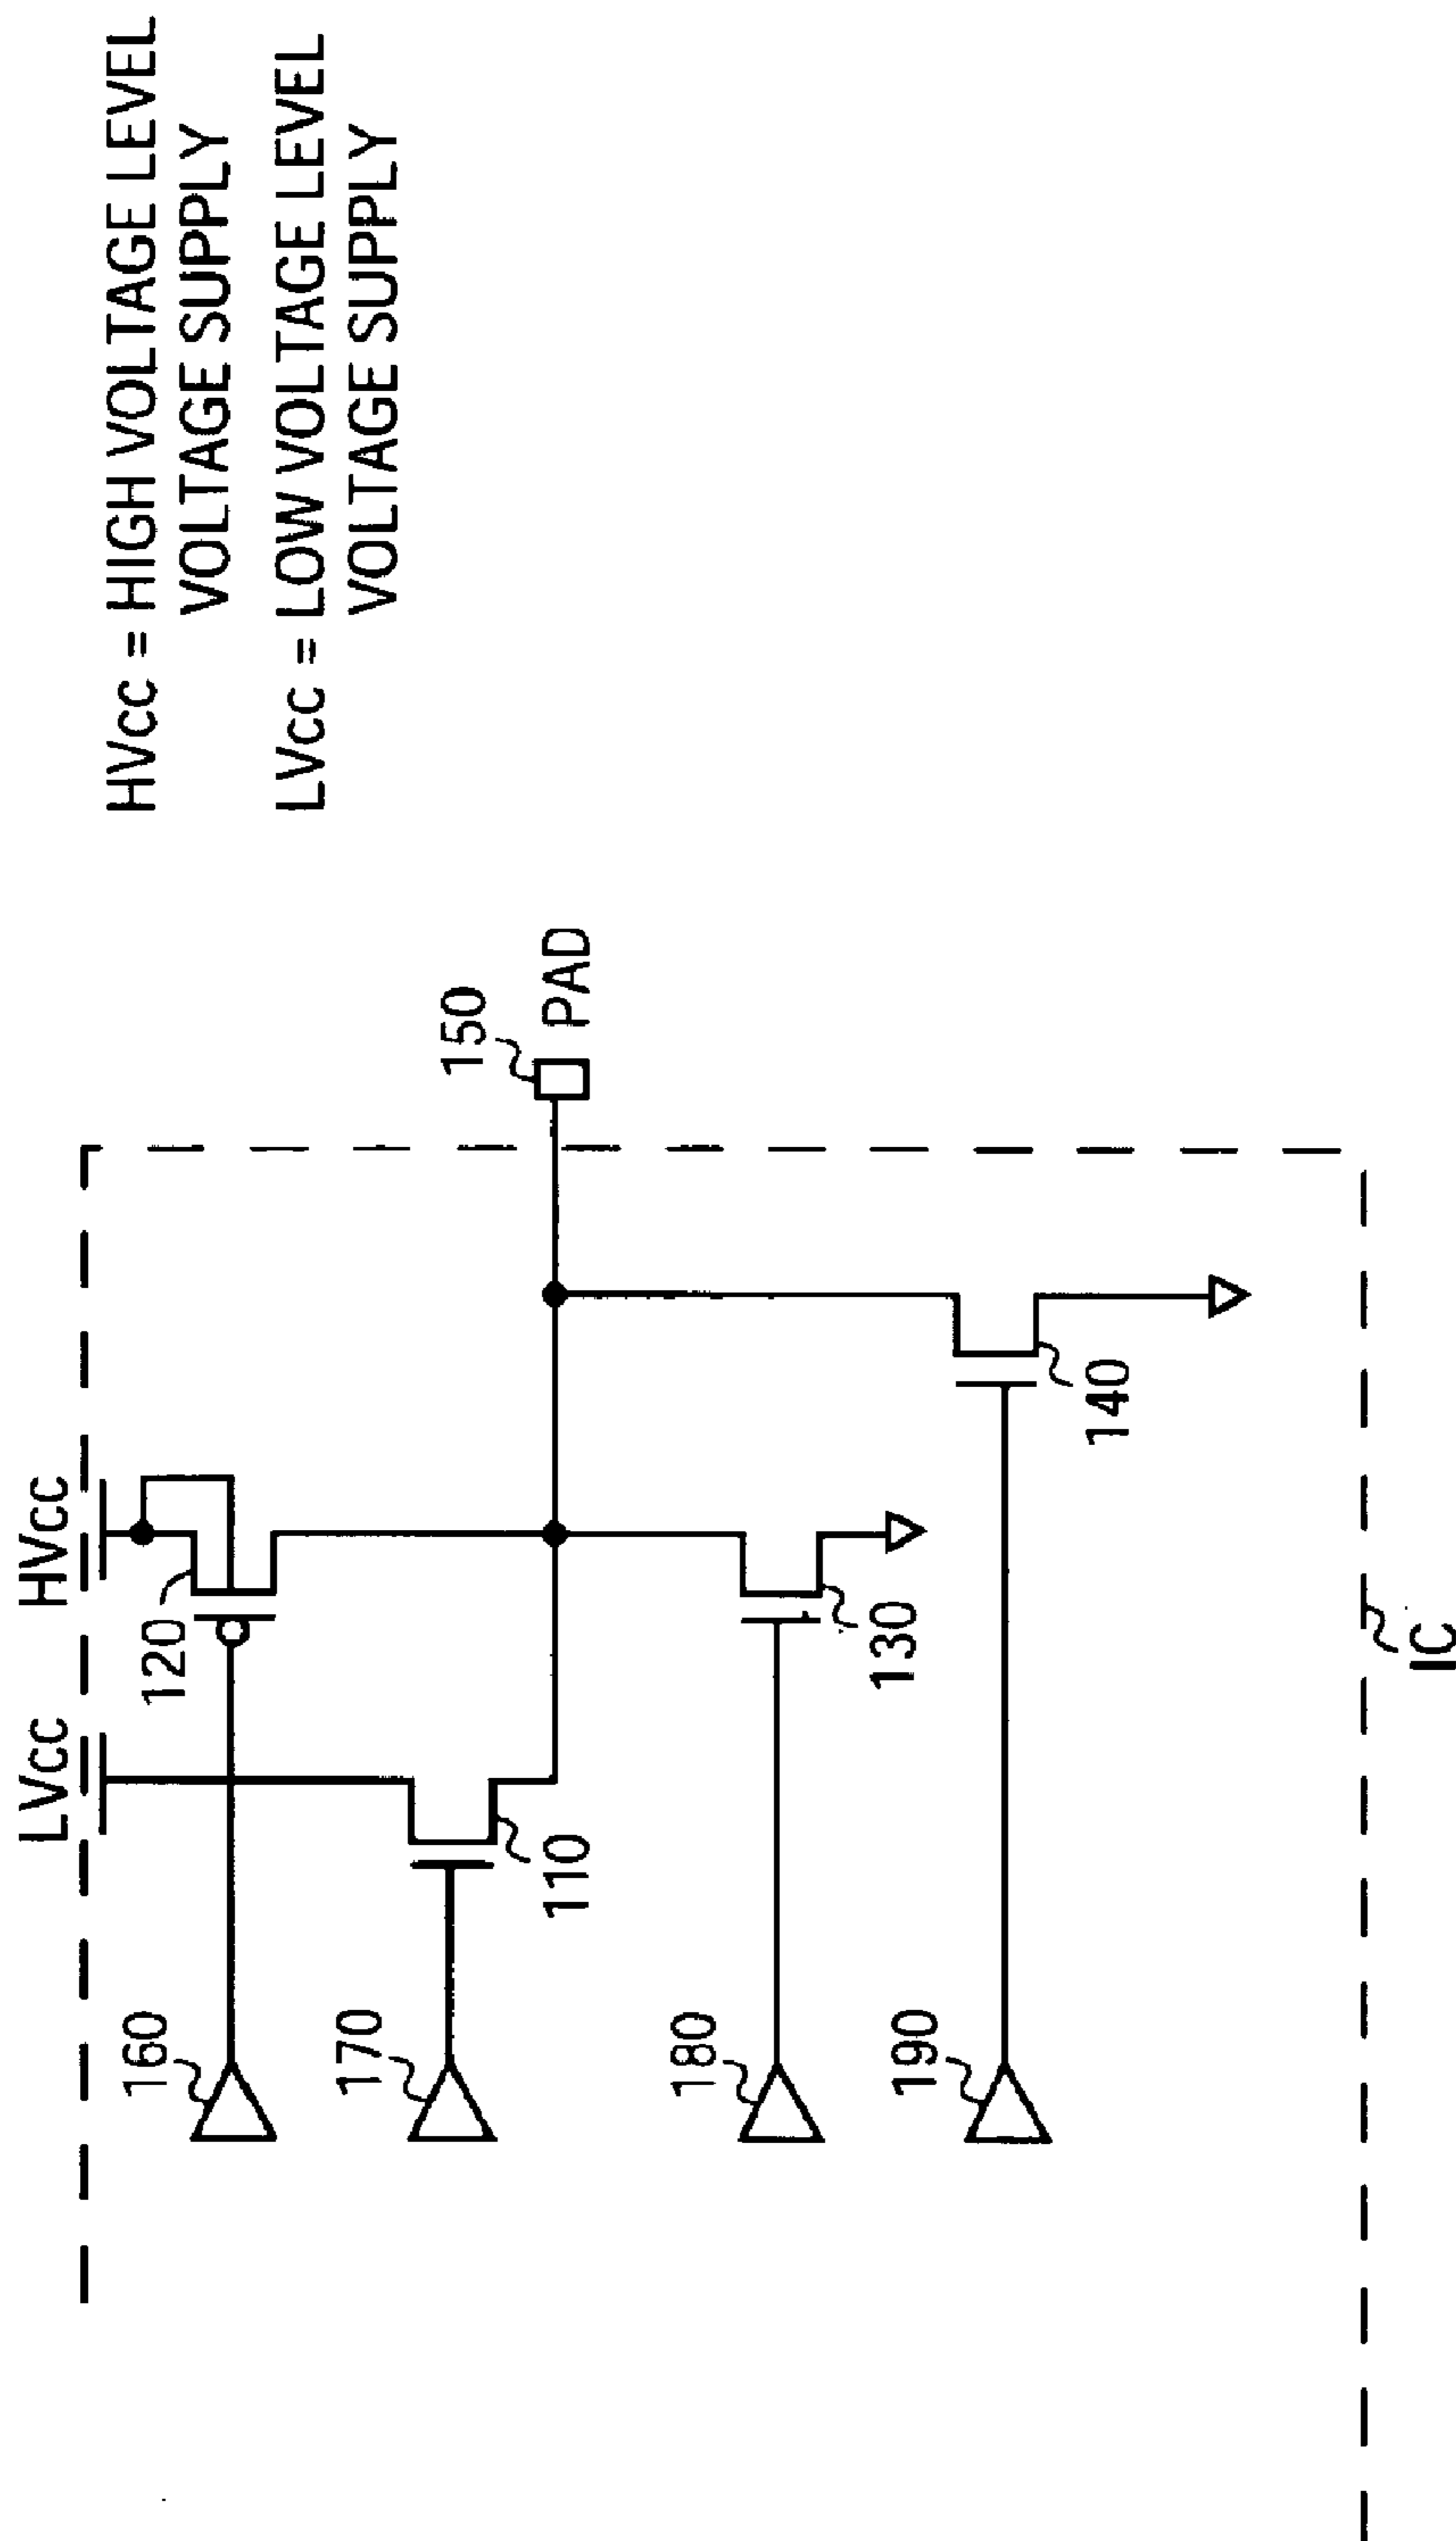 HVcc = HIGH VOLTAGE LEVEL
VOLTAGE SUPPLY
LVcc = LOW VOLTAGE LEVEL
VOLTAGE SUPPLY
LVcc
HVcc
160
120
170
110
150
PAD
180
130
190
140
IC